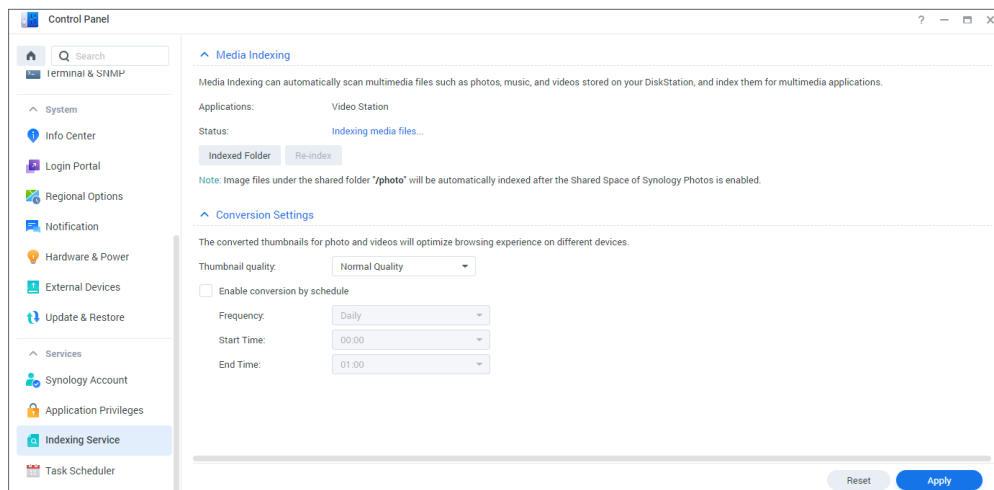 Control Panel
?
Search
Terminal & SNMP
System
Info Center
Login Portal
Regional Options
Notification
Hardware & Power
External Devices
Update & Restore
Services
Synology Account
Application Privileges
Indexing Service
Task Scheduler
Media Indexing
Media Indexing can automatically scan multimedia files such as photos, music, and videos stored on your DiskStation, and index them for multimedia applications.
Applications: Video Station
Status: Indexing media files...
Indexed Folder Re-index
Note: Image files under the shared folder "/photo" will be automatically indexed after the Shared Space of Synology Photos is enabled.
Conversion Settings
The converted thumbnails for photo and videos will optimize browsing experience on different devices.
Thumbnail quality: Normal Quality
Enable conversion by schedule
Frequency: Daily
Start Time: 00:00
End Time: 01:00
Reset Apply